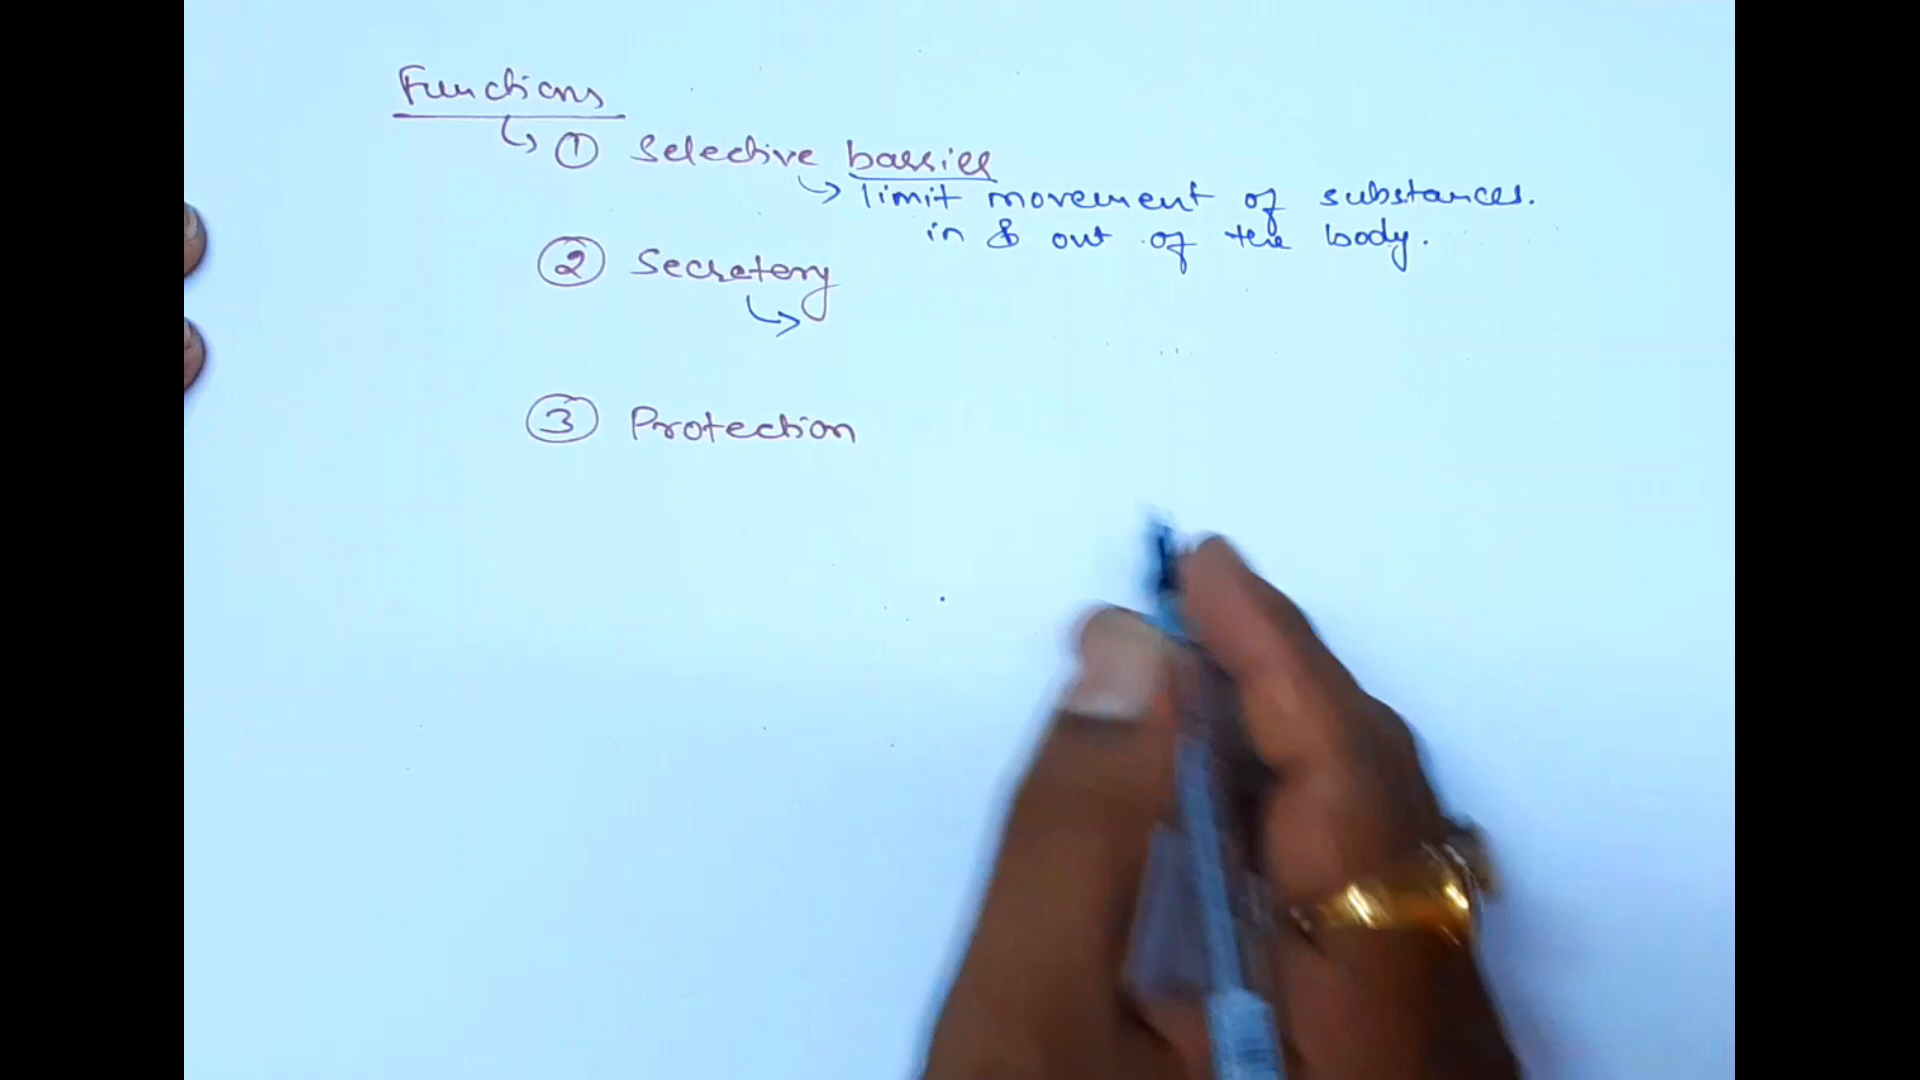 Functions
① Selective barrier
limit movement of substances.
in & out of the body.
② Secretory
③ Protection